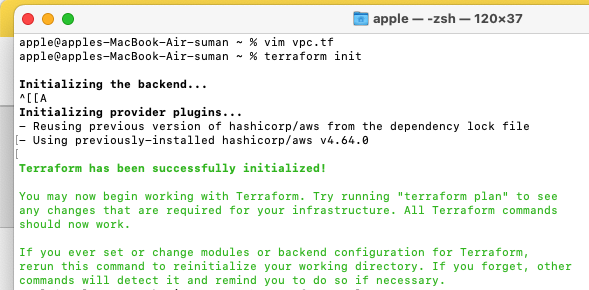 apple — -zsh — 120×37
apple@apples-MacBook-Air-suman ~ % vim vpc.tf
apple@apples-MacBook-Air-suman ~ % terraform init
Initializing the backend...
^[[A
Initializing provider plugins...
- Reusing previous version of hashicorp/aws from the dependency lock file
[- Using previously-installed hashicorp/aws v4.64.0
[
Terraform has been successfully initialized!
You may now begin working with Terraform. Try running "terraform plan" to see
any changes that are required for your infrastructure. All Terraform commands
should now work.
If you ever set or change modules or backend configuration for Terraform,
rerun this command to reinitialize your working directory. If you forget, other
commands will detect it and remind you to do so if necessary.